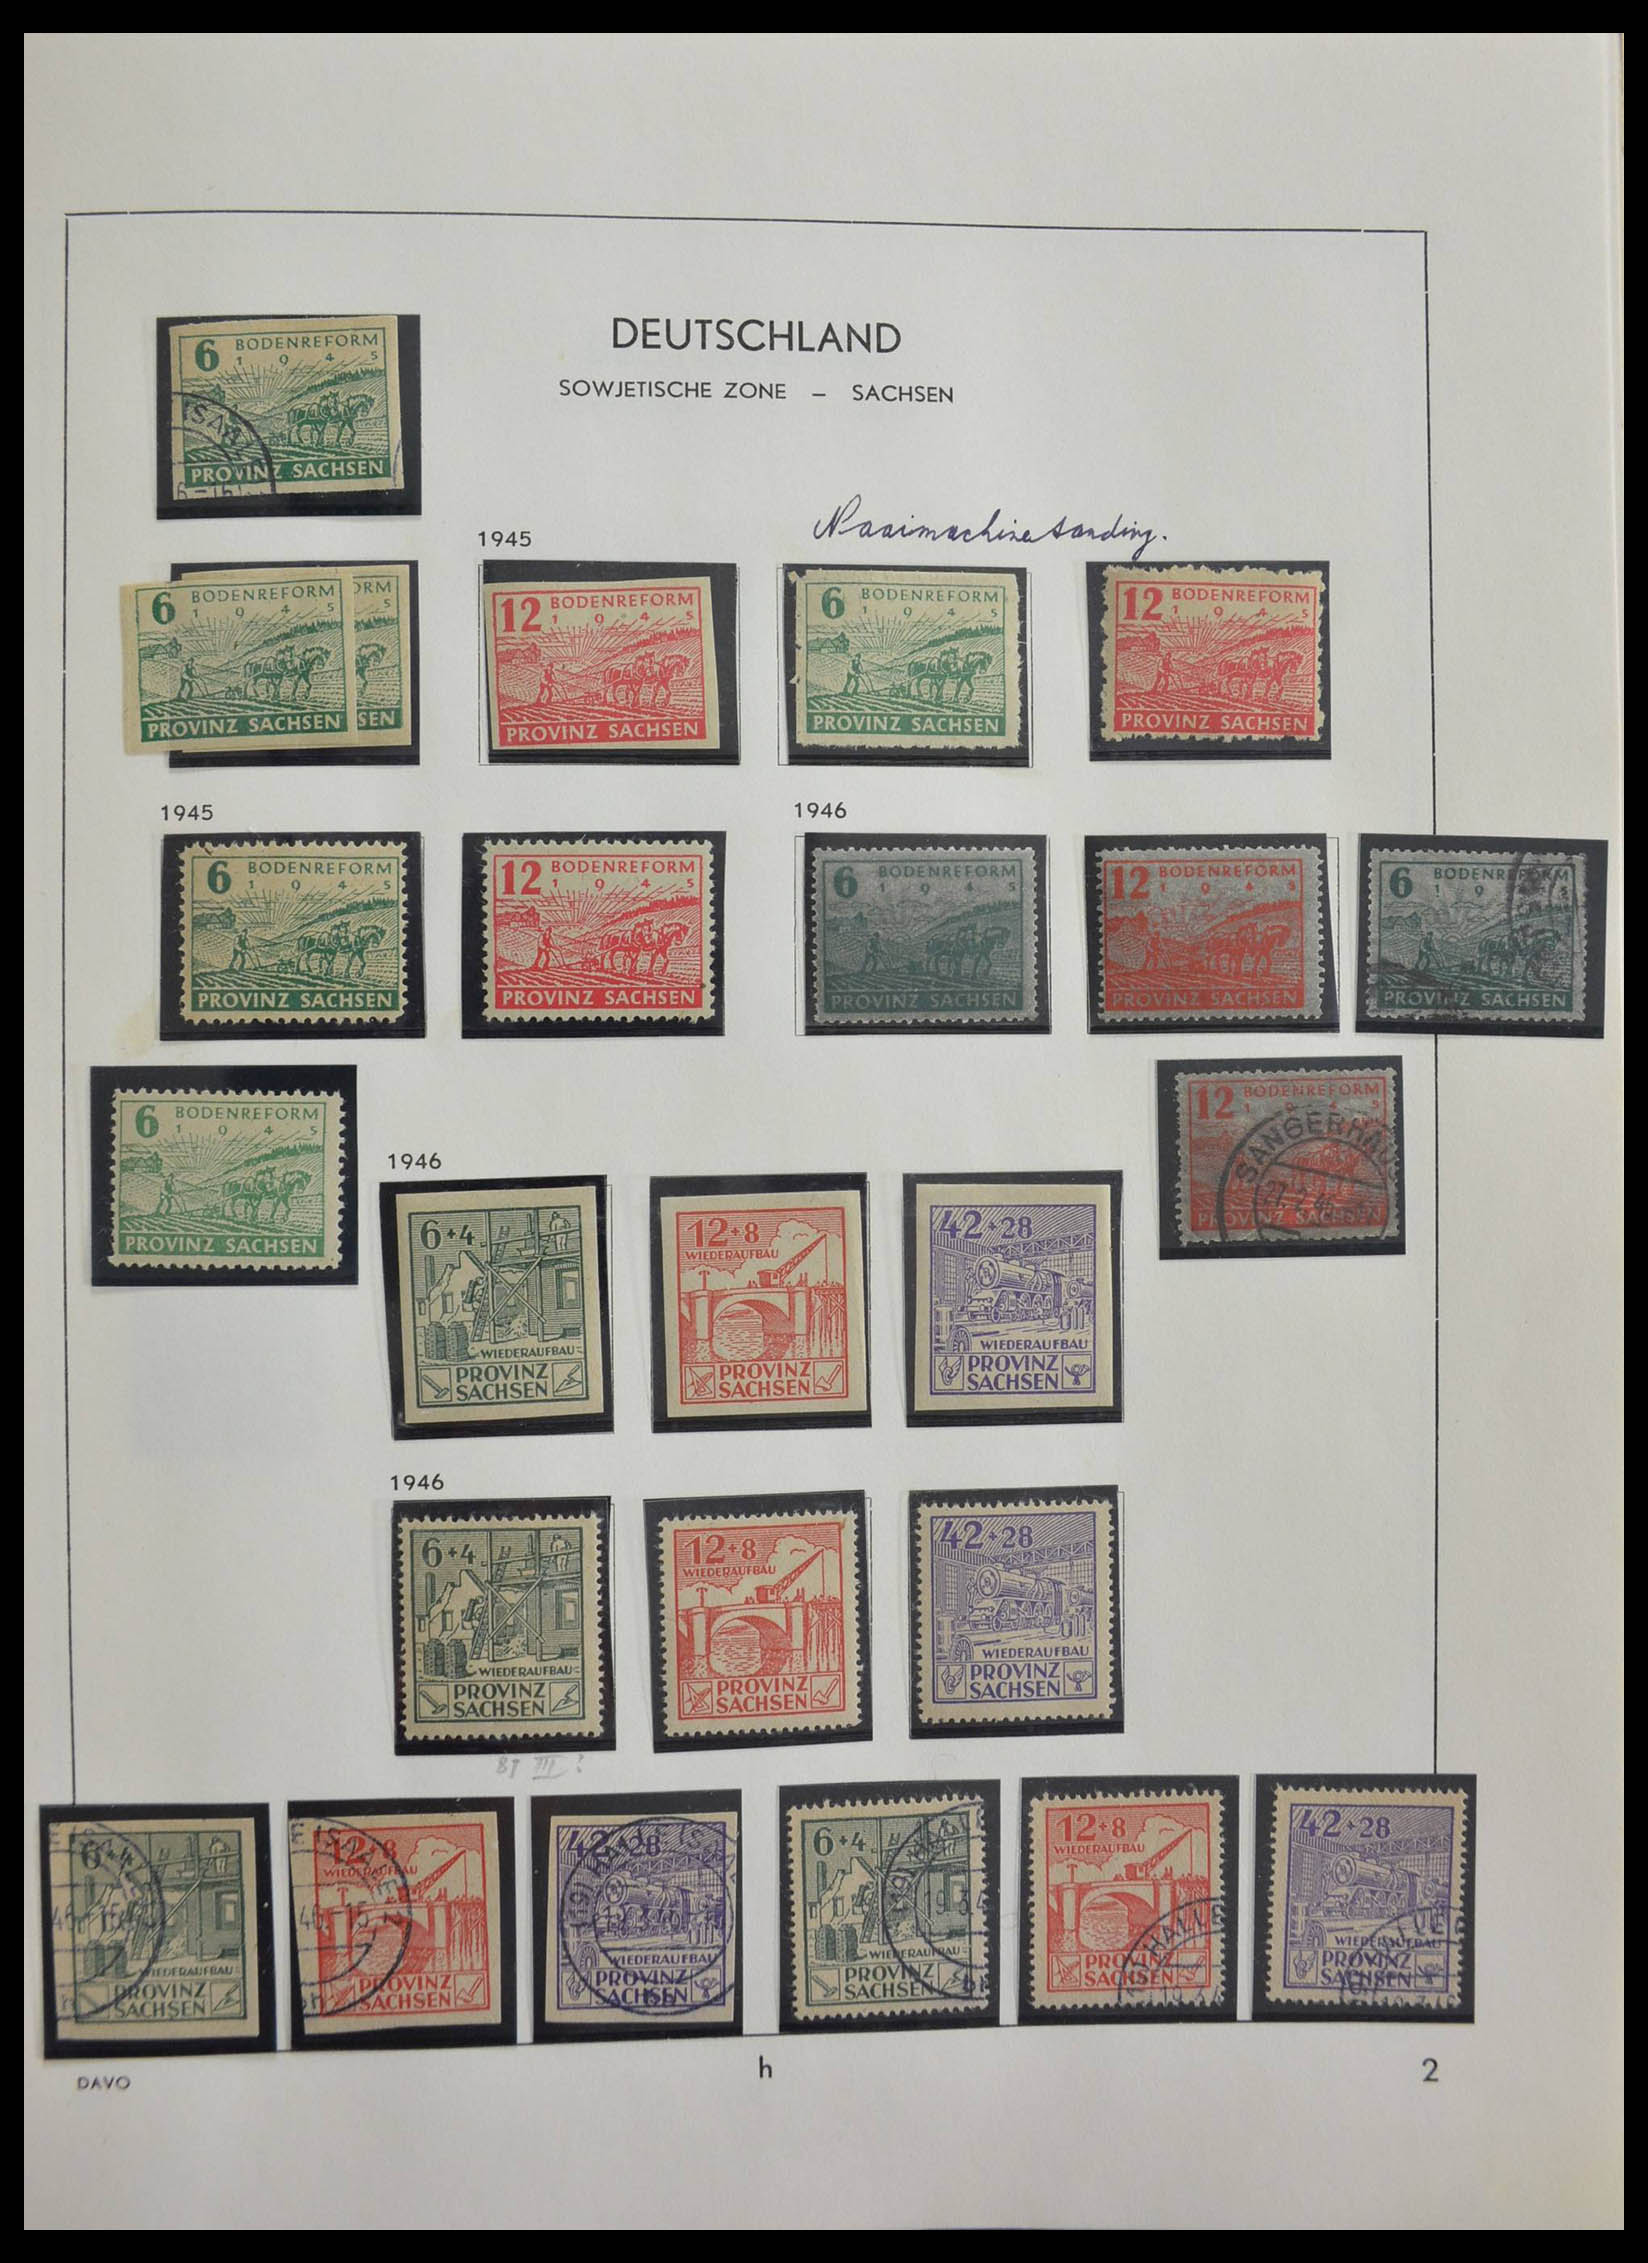 DEUTSCHLAND
SOWJETISCHE ZONE – SACHSEN
6 BODENREFORM
1 9 4 5
PROVINZ SACHSEN
1945
Naaimachinetanding.
6 BODENREFORM
1 9 4 5
PROVINZ SACHSEN
ORM
5
SEN
12 BODENREFORM
1 9 4 5
PROVINZ SACHSEN
6 BODENREFORM
1 9 4 5
PROVINZ SACHSEN
12 BODENREFORM
1 9 4 5
PROVINZ SACHSEN
1945
1946
6 BODENREFORM
1 9 4 5
PROVINZ SACHSEN
12 BODENREFORM
1 9 4 5
PROVINZ SACHSEN
6 BODENREFORM
1 9 4 5
PROVINZ SACHSEN
12 BODENREFORM
1 9 4 5
PROVINZ SACHSEN
6
PROVINZ SACHSEN
6 BODENREFORM
1 9 4 5
PROVINZ SACHSEN
12 BODENREFORM
SANGERHAU
PROVINZ SACHSEN
1946
6+4
WIEDERAUFBAU
PROVINZ
SACHSEN
12+8
WIEDERAUFBAU
PROVINZ
SACHSEN
42+28
WIEDERAUFBAU
PROVINZ
SACHSEN
1946
6+4
WIEDERAUFBAU
PROVINZ
SACHSEN
12+8
WIEDERAUFBAU
PROVINZ
SACHSEN
42+28
WIEDERAUFBAU
PROVINZ
SACHSEN
6+4
WIEDERAUFBAU
PROVINZ
SACHSEN
12+8
WIEDERAUFBAU
PROVINZ
SACHSEN
42+28
WIEDERAUFBAU
PROVINZ
SACHSEN
6+4
19.3.4
WIEDERAUFBAU
PROVINZ
SACHSEN
12+8
WIEDERAUFBAU
HALLE
PROVINZ
SACHSEN
19.3.4
42+28
WIEDERAUFBAU
PROVINZ
SACHSEN
DAVO
h
2